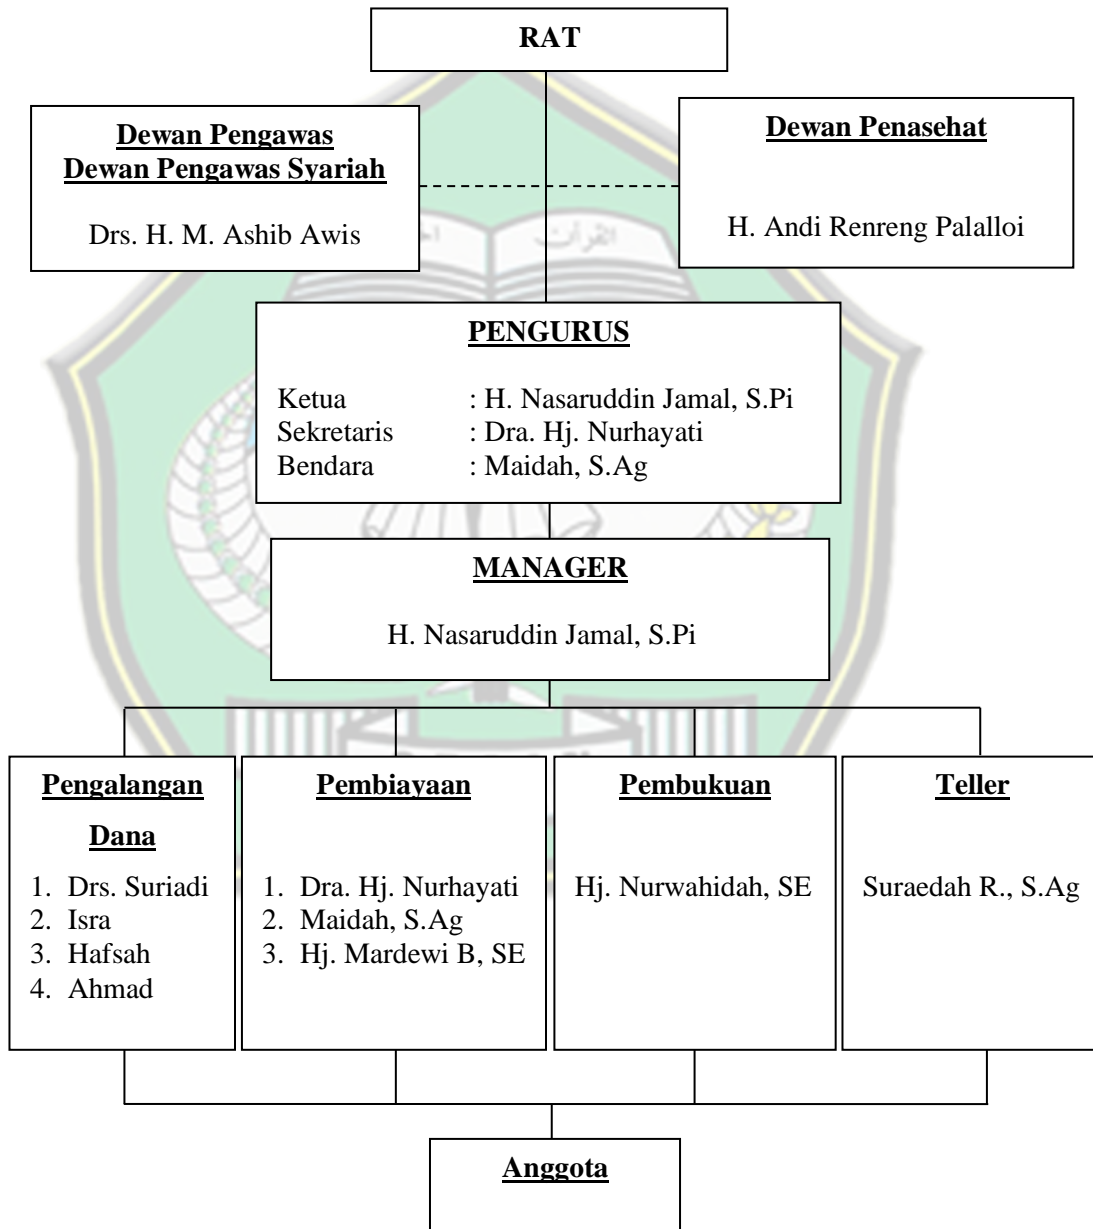 RAT
Dewan Pengawas
Dewan Pengawas Syariah
Drs. H. M. Ashib Awis
Dewan Penasehat
H. Andi Renreng Palalloi
القرآن
PENGURUS
Ketua : H. Nasaruddin Jamal, S.Pi
Sekretaris : Dra. Hj. Nurhayati
Bendara : Maidah, S.Ag
MANAGER
H. Nasaruddin Jamal, S.Pi
Pengalangan
Dana
1. Drs. Suriadi
2. Isra
3. Hafsah
4. Ahmad
Pembiayaan
1. Dra. Hj. Nurhayati
2. Maidah, S.Ag
3. Hj. Mardewi B, SE
Pembukuan
Hj. Nurwahidah, SE
Teller
Suraedah R., S.Ag
Anggota